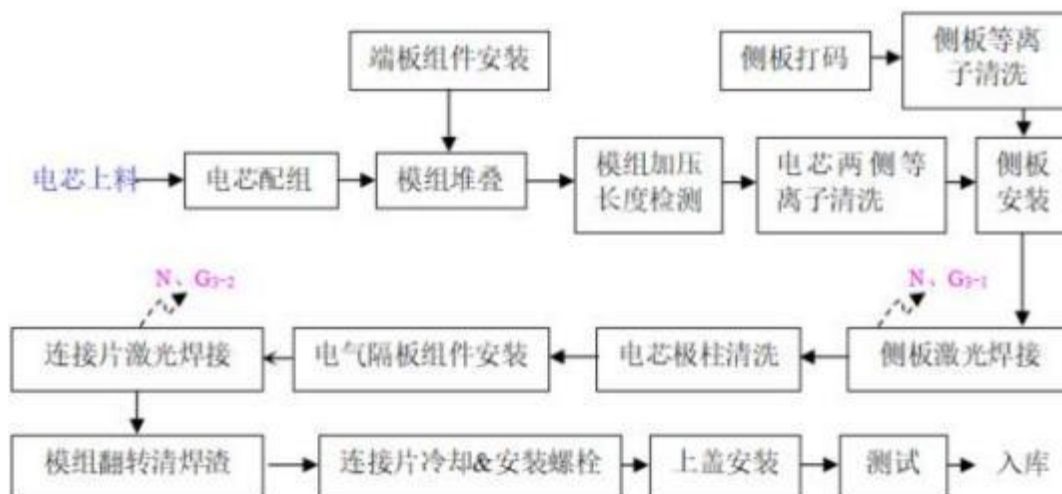 端板组件安装
侧板打码
侧板等离
子清洗
电芯上料
电芯配组
模组堆叠
模组加压
长度检测
电芯两侧等
离子清洗
侧板
安装
N、G3-2
N、G3-1
连接片激光焊接
电气隔板组件安装
电芯极柱清洗
侧板激光焊接
模组翻转清焊渣
连接片冷却&安装螺栓
上盖安装
测试
入库